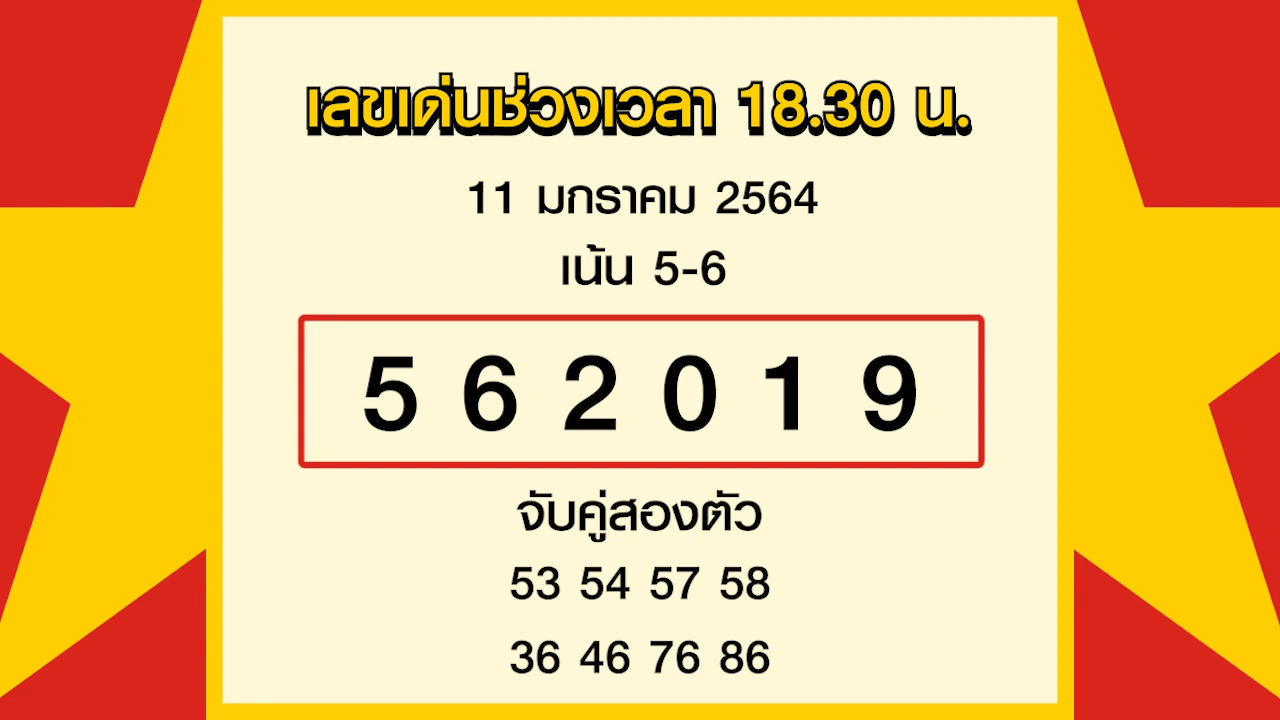 เลขเด่นช่วงเวลา 18.30 น.
11 มกราคม 2564
เน้น 5-6
5 6 2 0 1 9
จับคู่สองตัว
53 54 57 58
36 46 76 86